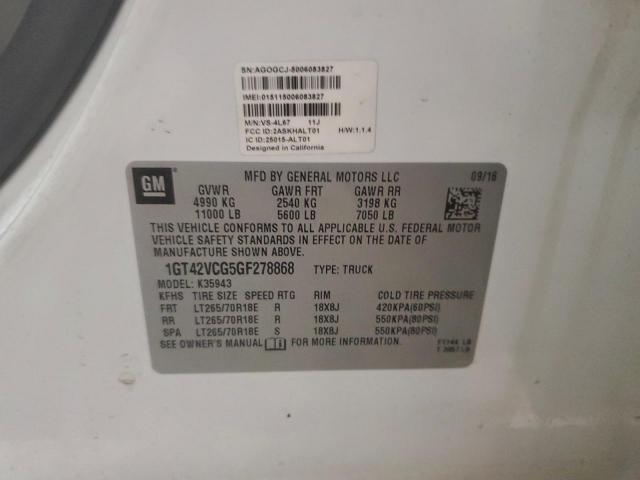 SN:AGOGCJ-5006083827
IMEI:015115006083827
M/N:VS-4L67 11J
FCC ID:2ASKHALT01 H/W:1.1.4
IC ID:25015-ALT01
Designed in California
GM
MFD BY GENERAL MOTORS LLC 09/16
GVWR GAWR FRT GAWR RR
4990 KG 2540 KG 3198 KG
11000 LB 5600 LB 7050 LB
THIS VEHICLE CONFORMS TO ALL APPLICABLE U.S. FEDERAL MOTOR
VEHICLE SAFETY STANDARDS IN EFFECT ON THE DATE OF
MANUFACTURE SHOWN ABOVE.
1GT42VCG5GF278868 TYPE: TRUCK
MODEL: K35943
KFHS TIRE SIZE SPEED RTG RIM COLD TIRE PRESSURE
FRT LT265/70R18E R 18X8J 420KPA(60PSI)
RR LT265/70R18E R 18X8J 550KPA(80PSI)
SPA LT265/70R18E S 18X8J 550KPA(80PSI)
SEE OWNER'S MANUAL FOR MORE INFORMATION.